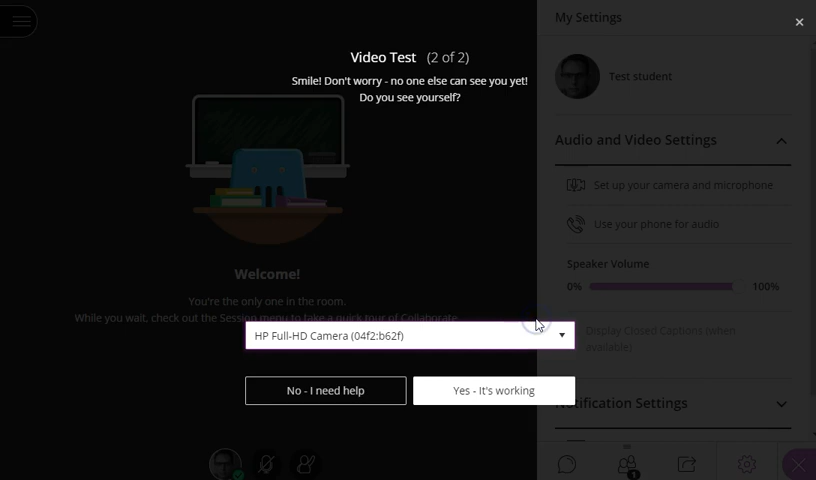 My Settings
Video Test (2 of 2)
Smile! Don't worry - no one else can see you yet!
Do you see yourself?
Test student
Audio and Video Settings
Set up your camera and microphone
Use your phone for audio
Speaker Volume
0% 100%
Welcome!
You're the only one in the room.
While you wait, check out the Session menu to take a quick tour of Collaborate.
HP Full-HD Camera (04f2:b62f)
Display Closed Captions (when
available)
No - I need help
Yes - It's working
Notification Settings
1